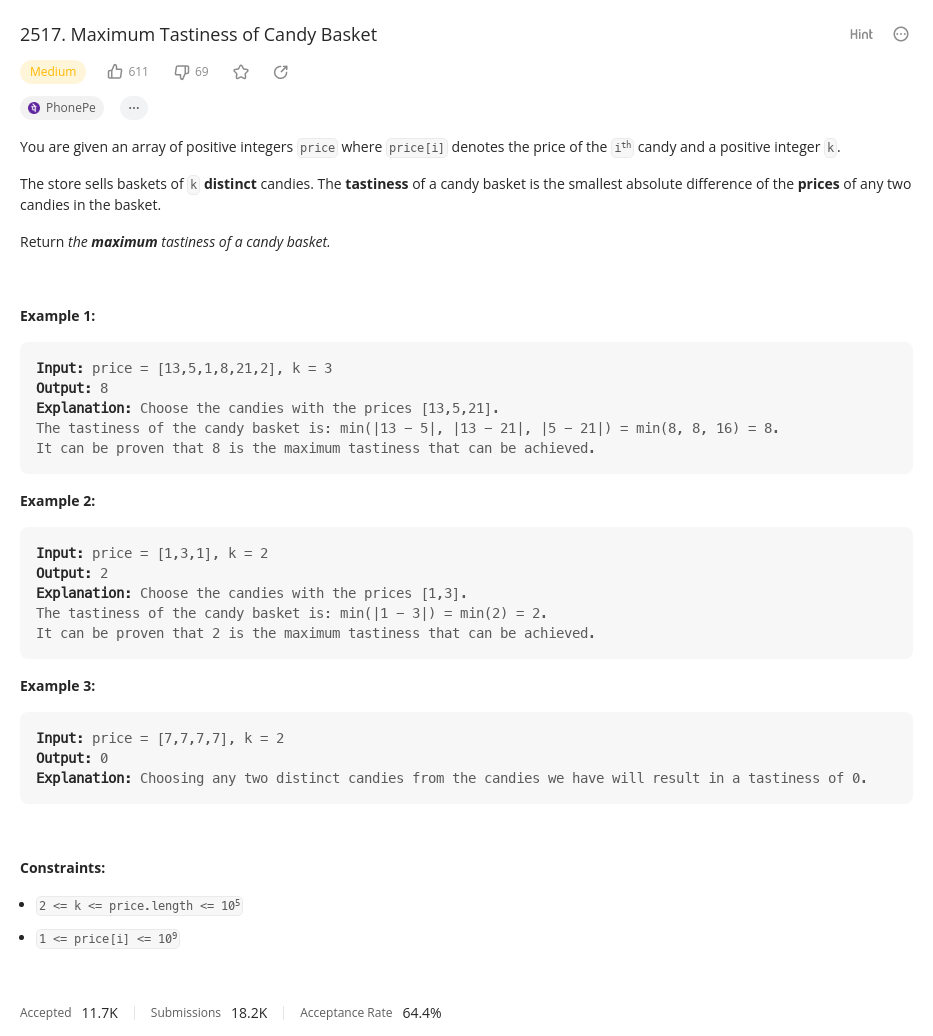 2517. Maximum Tastiness of Candy Basket
Hint
Medium 611 69
PhonePe ...
You are given an array of positive integers price where price[i] denotes the price of the ith candy and a positive integer k.
The store sells baskets of k distinct candies. The tastiness of a candy basket is the smallest absolute difference of the prices of any two
candies in the basket.
Return the maximum tastiness of a candy basket.
Example 1:
Input: price = [13,5,1,8,21,2], k = 3
Output: 8
Explanation: Choose the candies with the prices [13,5,21].
The tastiness of the candy basket is: min(|13 - 5|, |13 - 21|, |5 - 21|) = min(8, 8, 16) = 8.
It can be proven that 8 is the maximum tastiness that can be achieved.
Example 2:
Input: price = [1,3,1], k = 2
Output: 2
Explanation: Choose the candies with the prices [1,3].
The tastiness of the candy basket is: min(|1 - 3|) = min(2) = 2.
It can be proven that 2 is the maximum tastiness that can be achieved.
Example 3:
Input: price = [7,7,7,7], k = 2
Output: 0
Explanation: Choosing any two distinct candies from the candies we have will result in a tastiness of 0.
Constraints:
• 2 <= k <= price.length <= 10⁵
• 1 <= price[i] <= 10⁹
Accepted 11.7K Submissions 18.2K Acceptance Rate 64.4%